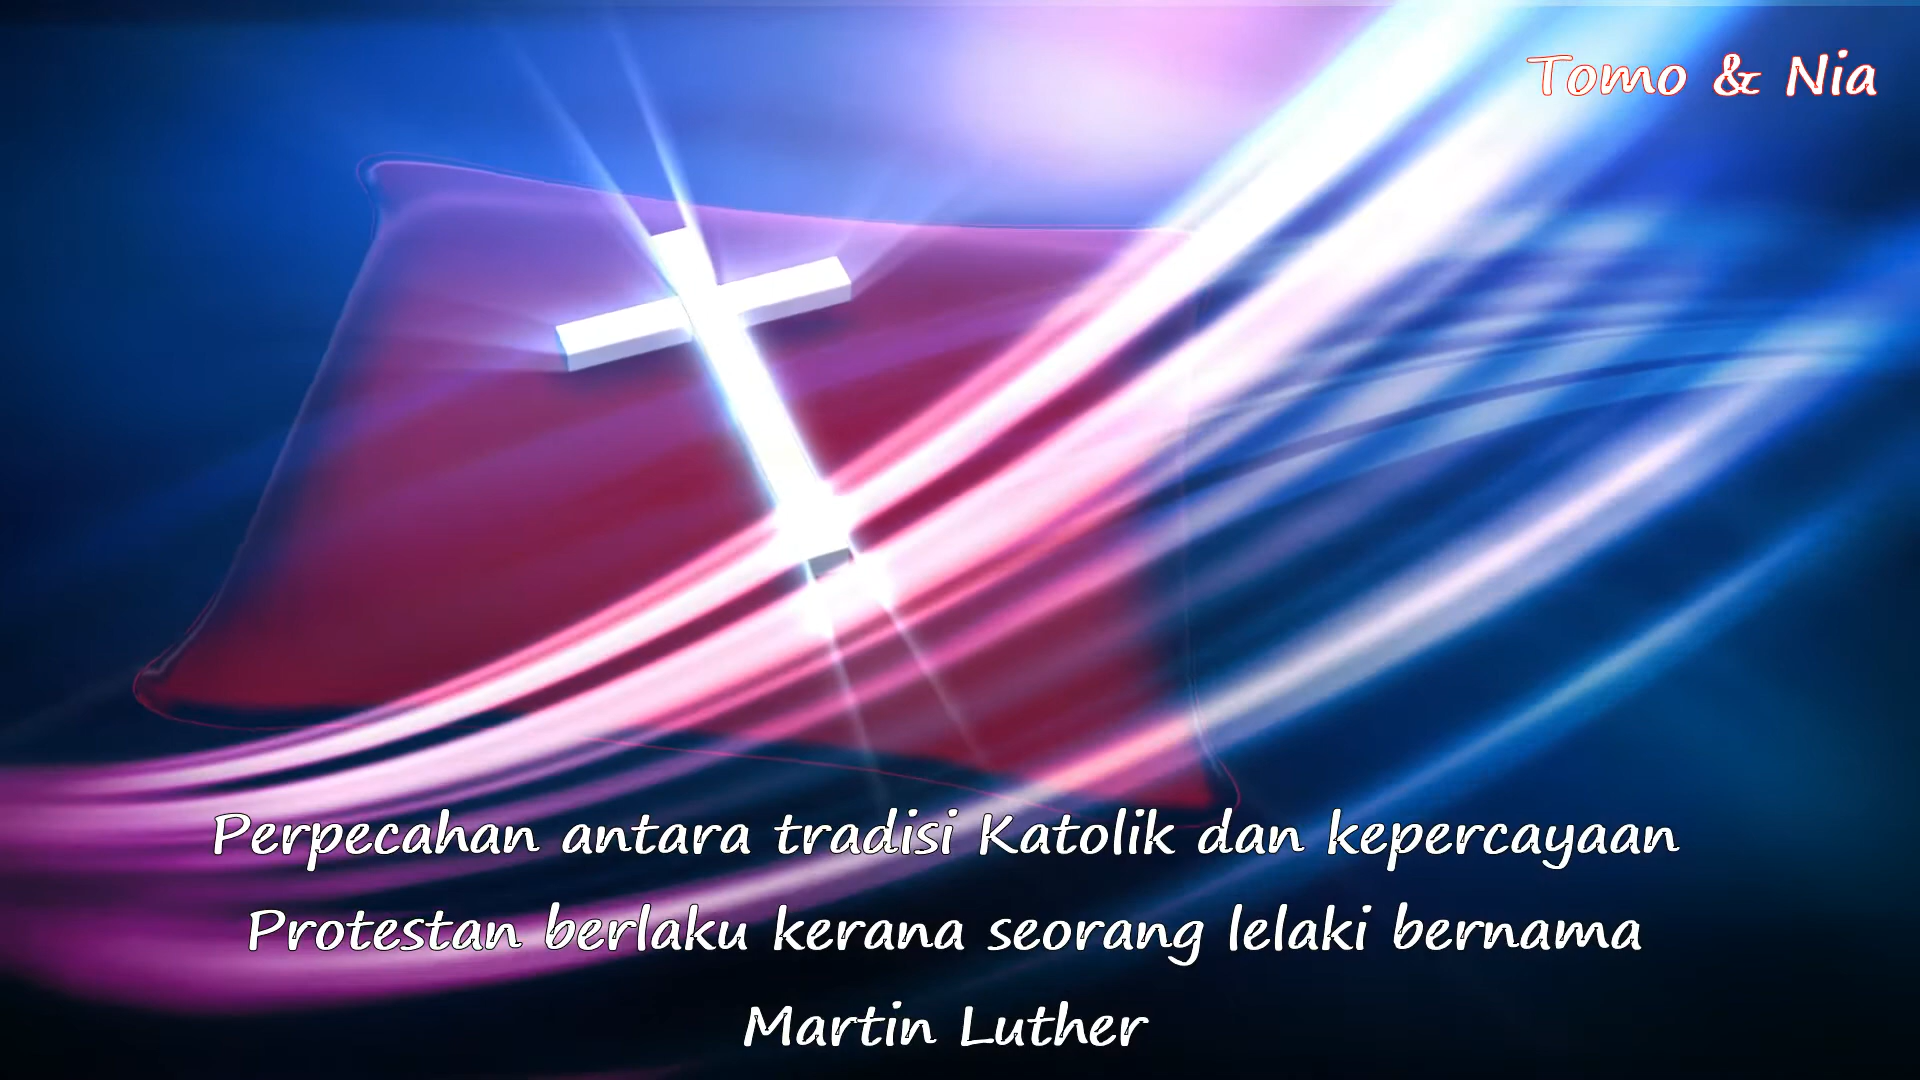 Tomo & Nia
Perpecahan antara tradisi Katolik dan kepercayaan
Protestan berlaku kerana seorang lelaki bernama
Martin Luther